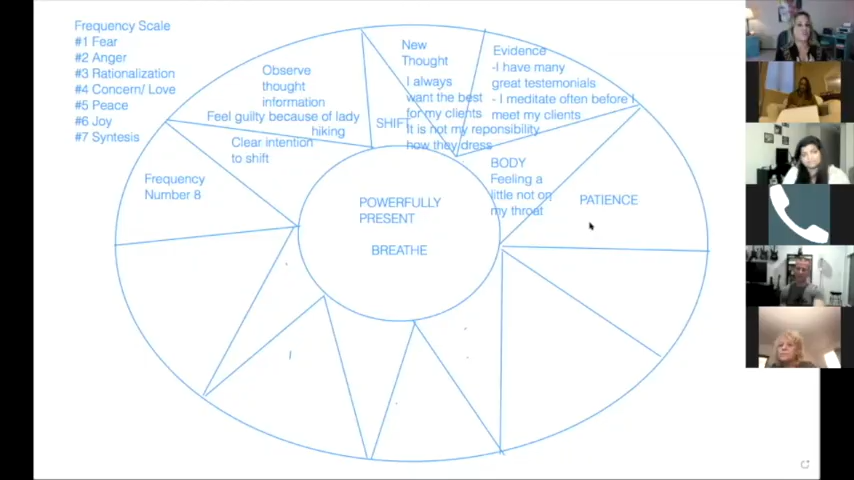 Frequency Scale
#1 Fear
#2 Anger
#3 Rationalization
#4 Concern/ Love
#5 Peace
#6 Joy
#7 Syntesis
Frequency
Number 8
Clear intention
to shift
Observe
thought
information
Feel guilty because of lady
hiking
SHIFT
New
Thought
I always
want the best
for my clients
It is not my reponsibility
how they dress
Evidence
-I have many
great testemonials
- I meditate often before I
meet my clients
BODY
Feeling a
little not on
my throat
PATIENCE
POWERFULLY
PRESENT
BREATHE